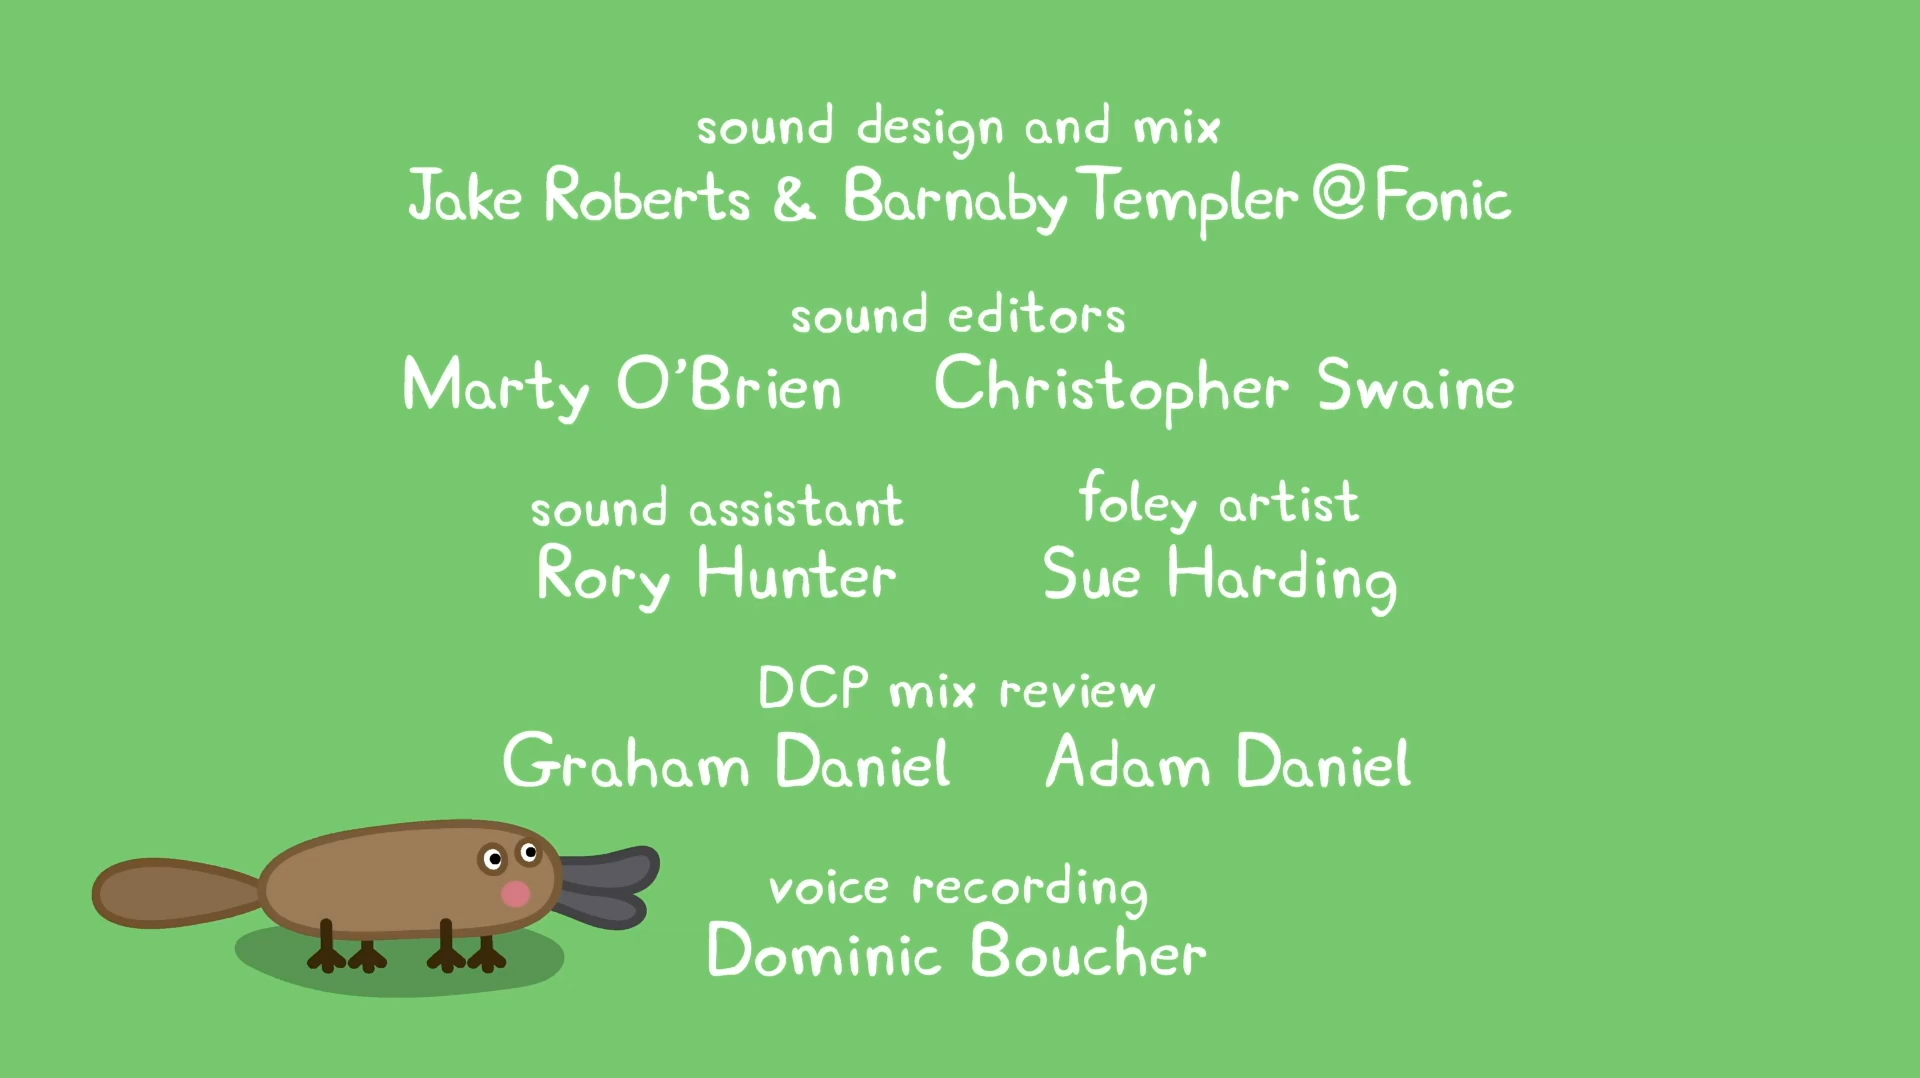 sound design and mix
Jake Roberts & Barnaby Templer @Fonic
sound editors
Marty O'Brien Christopher Swaine
sound assistant
Rory Hunter
foley artist
Sue Harding
DCP mix review
Graham Daniel Adam Daniel
voice recording
Dominic Boucher